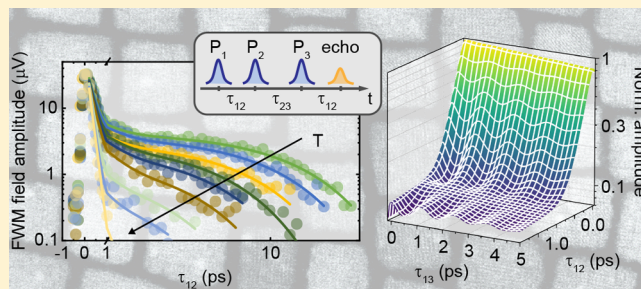 FWM field amplitude (μV)
10
1
0.1
-1 0 1 10
τ12 (ps)
P1 P2 P3 echo
τ12 τ23 τ12 t
T
Norm. amplitude
1
0.3
0.1
0 1 2 3 4 5
τ13 (ps)
1.0 0.0
τ12 (ps)